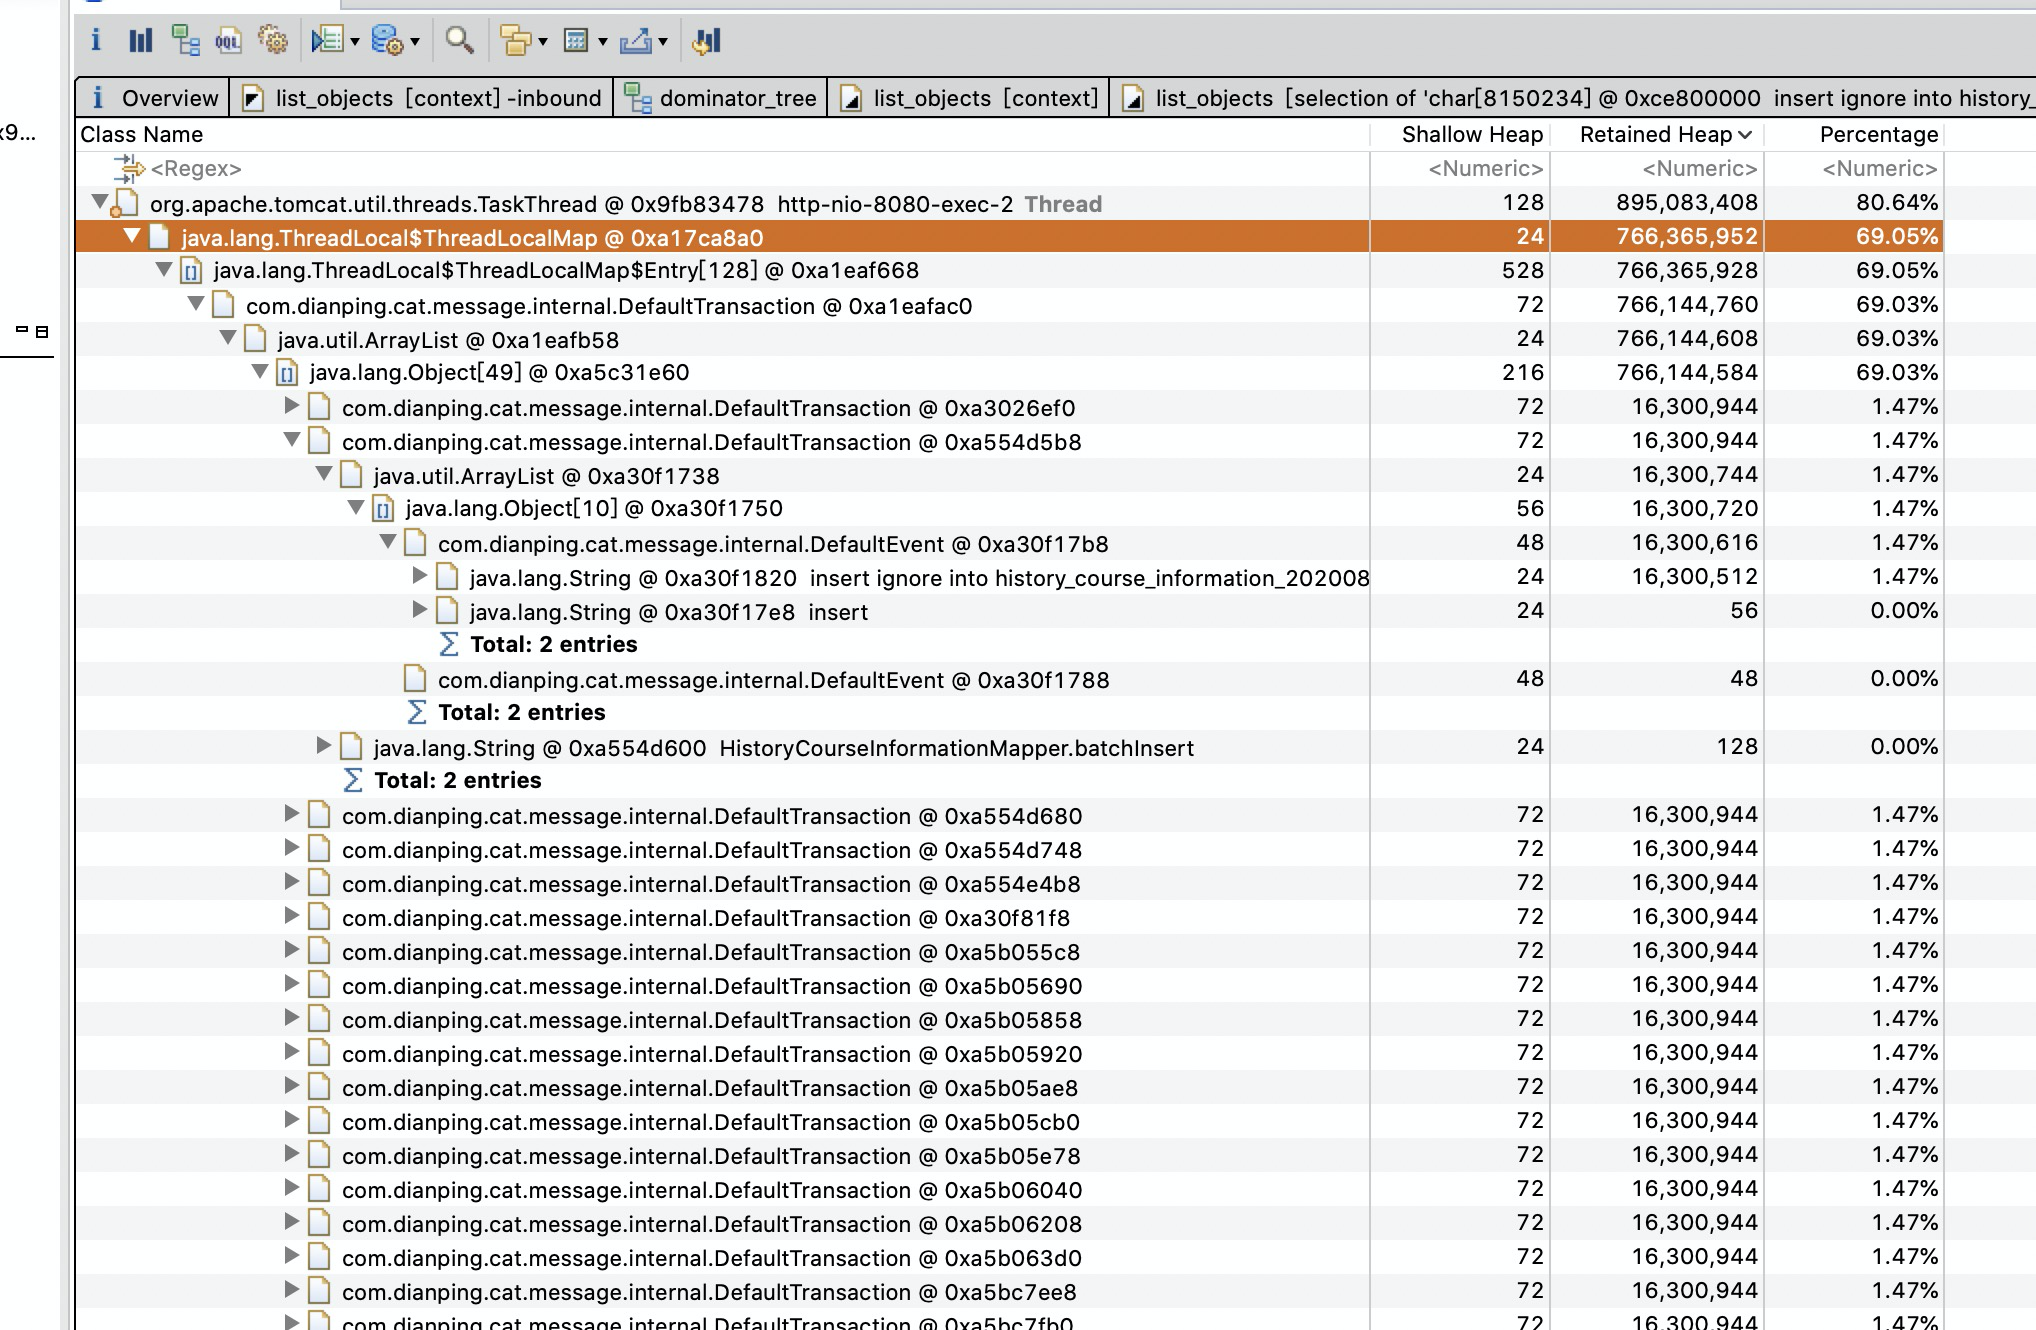 OQL
i Overview list_objects [context] -inbound dominator_tree list_objects [context] list_objects [selection of 'char[8150234] @ 0xce800000 insert ignore into history_
x9...
Class Name Shallow Heap Retained Heap Percentage
<Regex> <Numeric> <Numeric> <Numeric>
org.apache.tomcat.util.threads.TaskThread @ 0x9fb83478 http-nio-8080-exec-2 Thread 128 895,083,408 80.64%
java.lang.ThreadLocal$ThreadLocalMap @ 0xa17ca8a0 24 766,365,952 69.05%
java.lang.ThreadLocal$ThreadLocalMap$Entry[128] @ 0xa1eaf668 528 766,365,928 69.05%
com.dianping.cat.message.internal.DefaultTransaction @ 0xa1eafac0 72 766,144,760 69.03%
java.util.ArrayList @ 0xa1eafb58 24 766,144,608 69.03%
java.lang.Object[49] @ 0xa5c31e60 216 766,144,584 69.03%
com.dianping.cat.message.internal.DefaultTransaction @ 0xa3026ef0 72 16,300,944 1.47%
com.dianping.cat.message.internal.DefaultTransaction @ 0xa554d5b8 72 16,300,944 1.47%
java.util.ArrayList @ 0xa30f1738 24 16,300,744 1.47%
java.lang.Object[10] @ 0xa30f1750 56 16,300,720 1.47%
com.dianping.cat.message.internal.DefaultEvent @ 0xa30f17b8 48 16,300,616 1.47%
java.lang.String @ 0xa30f1820 insert ignore into history_course_information_202008 24 16,300,512 1.47%
java.lang.String @ 0xa30f17e8 insert 24 56 0.00%
Total: 2 entries
com.dianping.cat.message.internal.DefaultEvent @ 0xa30f1788 48 48 0.00%
Total: 2 entries
java.lang.String @ 0xa554d600 HistoryCourseInformationMapper.batchInsert 24 128 0.00%
Total: 2 entries
com.dianping.cat.message.internal.DefaultTransaction @ 0xa554d680 72 16,300,944 1.47%
com.dianping.cat.message.internal.DefaultTransaction @ 0xa554d748 72 16,300,944 1.47%
com.dianping.cat.message.internal.DefaultTransaction @ 0xa554e4b8 72 16,300,944 1.47%
com.dianping.cat.message.internal.DefaultTransaction @ 0xa30f81f8 72 16,300,944 1.47%
com.dianping.cat.message.internal.DefaultTransaction @ 0xa5b055c8 72 16,300,944 1.47%
com.dianping.cat.message.internal.DefaultTransaction @ 0xa5b05690 72 16,300,944 1.47%
com.dianping.cat.message.internal.DefaultTransaction @ 0xa5b05858 72 16,300,944 1.47%
com.dianping.cat.message.internal.DefaultTransaction @ 0xa5b05920 72 16,300,944 1.47%
com.dianping.cat.message.internal.DefaultTransaction @ 0xa5b05ae8 72 16,300,944 1.47%
com.dianping.cat.message.internal.DefaultTransaction @ 0xa5b05cb0 72 16,300,944 1.47%
com.dianping.cat.message.internal.DefaultTransaction @ 0xa5b05e78 72 16,300,944 1.47%
com.dianping.cat.message.internal.DefaultTransaction @ 0xa5b06040 72 16,300,944 1.47%
com.dianping.cat.message.internal.DefaultTransaction @ 0xa5b06208 72 16,300,944 1.47%
com.dianping.cat.message.internal.DefaultTransaction @ 0xa5b063d0 72 16,300,944 1.47%
com.dianping.cat.message.internal.DefaultTransaction @ 0xa5bc7ee8 72 16,300,944 1.47%
com.dianping.cat.message.internal.DefaultTransaction @ 0xa5bc7fb0 72 16,300,944 1.47%